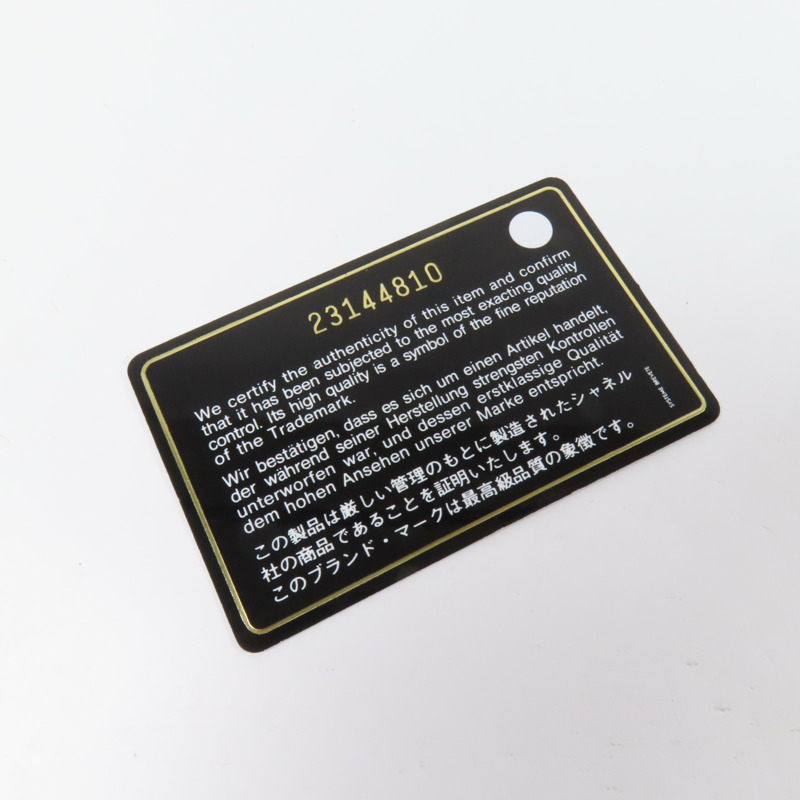 23144810
We certify the authenticity of this item and confirm
that it has been subjected to the most exacting quality
control. Its high quality is a symbol of the fine reputation
of the Trademark.
Wir bestätigen, dass es sich um einen Artikel handelt,
der während seiner Herstellung strengsten Kontrollen
unterworfen war, und dessen erstklassige Qualität
dem hohen Ansehen unserer Marke entspricht.
この製品は厳しい管理のもとに製造されたシャネル
社の商品であることを証明いたします。
このブランド・マークは最高級品質の象徴です。
SYSTEME BREVETE